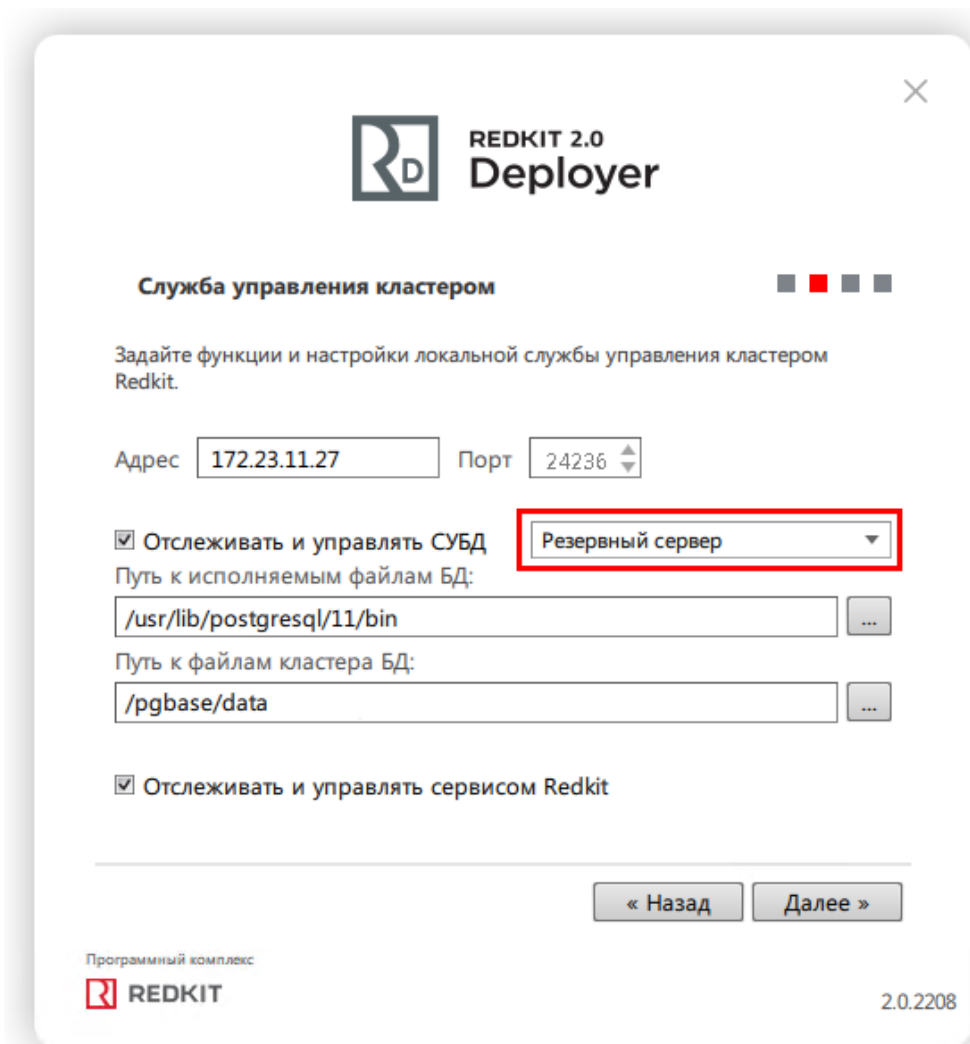 REDKIT 2.0
Deployer
Служба управления кластером
Задайте функции и настройки локальной службы управления кластером
Redkit.
Адрес 172.23.11.27 Порт 24236
Отслеживать и управлять СУБД Резервный сервер
Путь к исполняемым файлам БД:
/usr/lib/postgresql/11/bin ...
Путь к файлам кластера БД:
/pgbase/data ...
Отслеживать и управлять сервисом Redkit
« Назад Далее »
Программный комплекс
REDKIT
2.0.2208